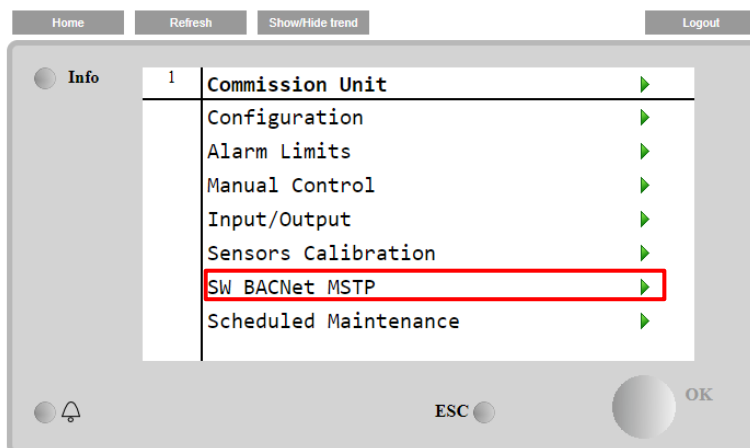 Home Refresh Show/Hide trend Logout
Info
1 Commission Unit
Configuration
Alarm Limits
Manual Control
Input/Output
Sensors Calibration
SW BACNet MSTP
Scheduled Maintenance
ESC OK